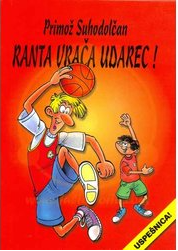 Primož Suhodolčan
RANTA VRAČA UDAREC !
USPEŠNICA!